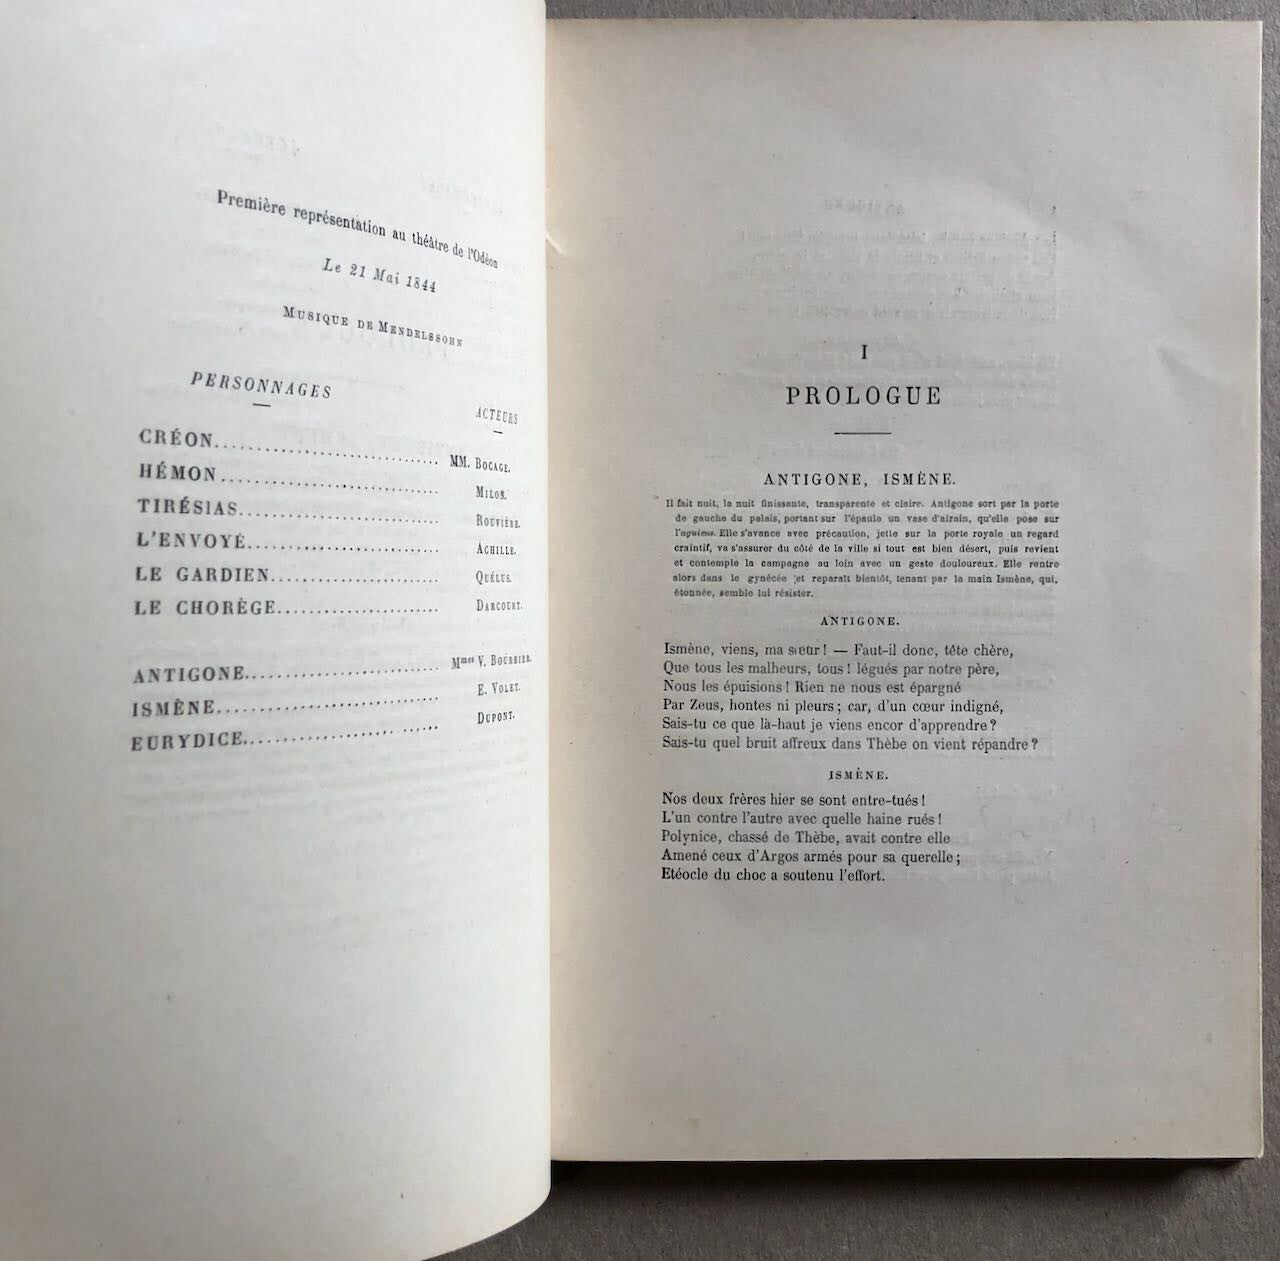 Première représentation au théâtre de l'Odéon
Le 21 Mai 1844
MUSIQUE DE MENDELSSOHN
PERSONNAGES
ACTEURS
CRÉON........................ MM. BOCAGE.
HÉMON........................ MILON.
TIRÉSIAS...................... ROUVIÈRE.
L'ENVOYÉ..................... ACHILLE.
LE GARDIEN.................. QUÉLUS.
LE CHORÈGE.................. DARCOURT.
ANTIGONE..................... Mmes V. BOURBIER.
ISMÈNE........................ E. VOLET.
EURYDICE..................... DUPONT.
I
PROLOGUE
ANTIGONE, ISMÈNE.
Il fait nuit, la nuit finissante, transparente et claire. Antigone sort par la porte
de gauche du palais, portant sur l'épaule un vase d'airain, qu'elle pose sur
l'aguieus. Elle s'avance avec précaution, jette sur la porte royale un regard
craintif, va s'assurer du côté de la ville si tout est bien désert, puis revient
et contemple la campagne au loin avec un geste douloureux. Elle rentre
alors dans le gynécée et reparaît bientôt, tenant par la main Ismène, qui,
étonnée, semble lui résister.
ANTIGONE.
Ismène, viens, ma sœur ! — Faut-il donc, tête chère,
Que tous les malheurs, tous ! légués par notre père,
Nous les épuisions ! Rien ne nous est épargné
Par Zeus, hontes ni pleurs ; car, d'un cœur indigné,
Sais-tu ce que là-haut je viens encor d'apprendre ?
Sais-tu quel bruit affreux dans Thèbe on vient répandre ?
ISMÈNE.
Nos deux frères hier se sont entre-tués !
L'un contre l'autre avec quelle haine rués !
Polynice, chassé de Thèbe, avait contre elle
Amené ceux d'Argos armés pour sa querelle ;
Etéocle du choc a soutenu l'effort.